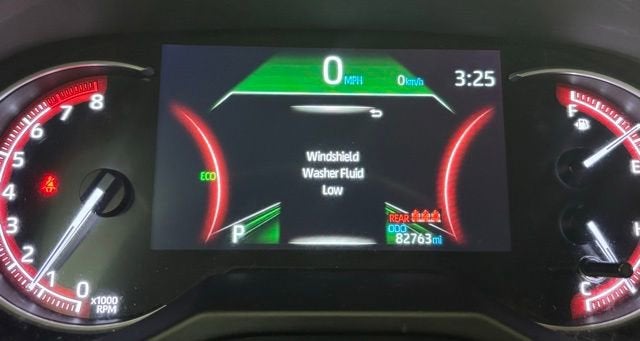 0 MPH 0 km/h 3:25
8
7
6
5
4
3
2
1
0
x1000
RPM
ECO
Windshield
Washer Fluid
Low
P
REAR
ODO
82763 mi
F
E
H
C